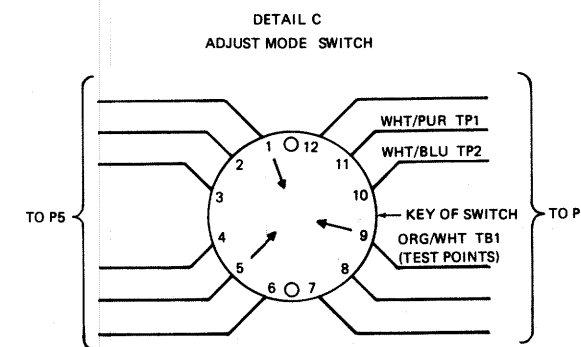 DETAIL C
ADJUST MODE SWITCH
1 12
WHT/PUR TP1
2 11
WHT/BLU TP2
3 10
TO P5
KEY OF SWITCH
TO P
4 9
ORG/WHT TB1
(TEST POINTS)
5 8
6 7